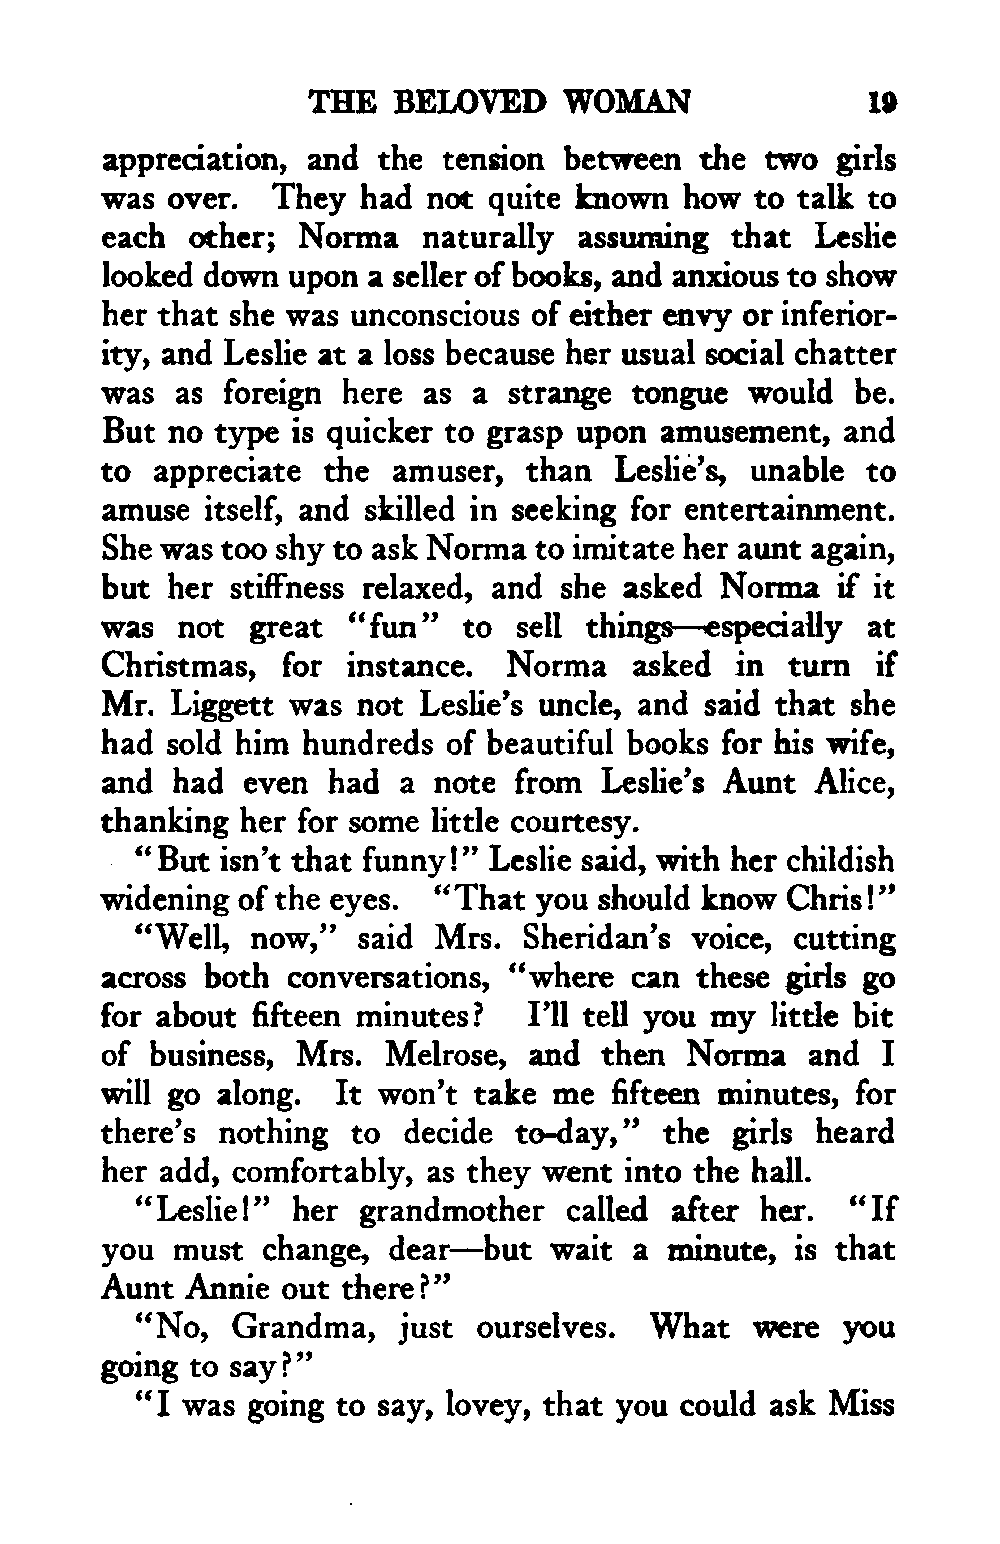 THE BELOVED WOMAN 19
appreciation, and the tension between the two girls
was over. They had not quite known how to talk to
each other; Norma naturally assuming that Leslie
looked down upon a seller of books, and anxious to show
her that she was unconscious of either envy or inferior-
ity, and Leslie at a loss because her usual social chatter
was as foreign here as a strange tongue would be.
But no type is quicker to grasp upon amusement, and
to appreciate the amuser, than Leslie's, unable to
amuse itself, and skilled in seeking for entertainment.
She was too shy to ask Norma to imitate her aunt again,
but her stiffness relaxed, and she asked Norma if it
was not great "fun" to sell things—especially at
Christmas, for instance. Norma asked in turn if
Mr. Liggett was not Leslie's uncle, and said that she
had sold him hundreds of beautiful books for his wife,
and had even had a note from Leslie's Aunt Alice,
thanking her for some little courtesy.
"But isn't that funny!" Leslie said, with her childish
widening of the eyes. "That you should know Chris!"
"Well, now," said Mrs. Sheridan's voice, cutting
across both conversations, "where can these girls go
for about fifteen minutes? I'll tell you my little bit
of business, Mrs. Melrose, and then Norma and I
will go along. It won't take me fifteen minutes, for
there's nothing to decide to-day," the girls heard
her add, comfortably, as they went into the hall.
"Leslie!" her grandmother called after her. "If
you must change, dear—but wait a minute, is that
Aunt Annie out there?"
"No, Grandma, just ourselves. What were you
going to say?"
"I was going to say, lovey, that you could ask Miss